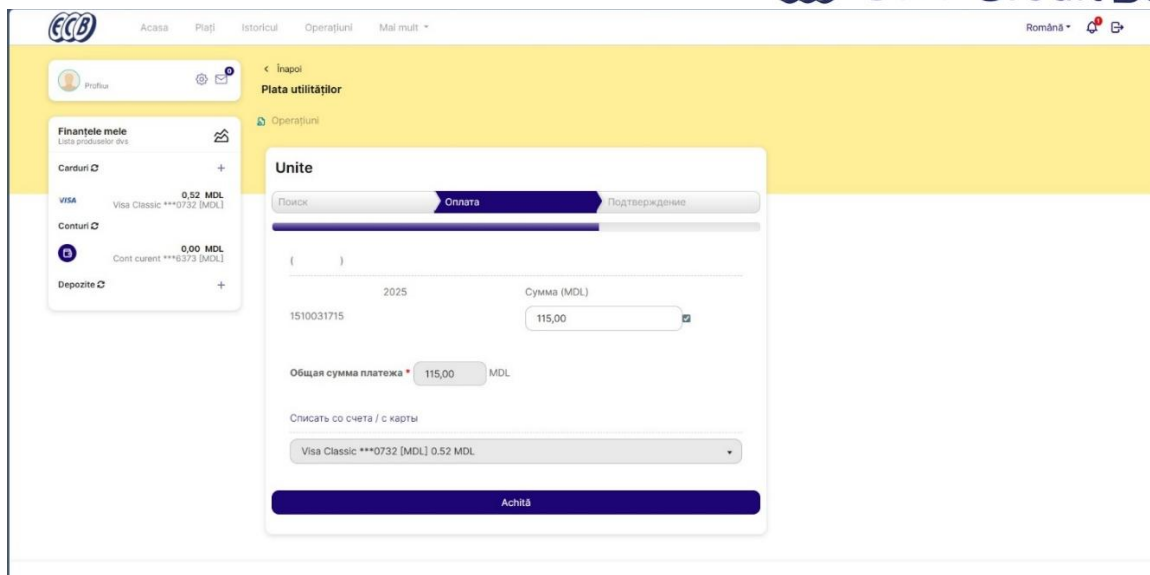 ECB Acasa Plați Istoricul Operațiuni Mai mult Română
Profilul 0
< Înapoi
Plata utilităților
Operațiuni
Finanțele mele
Lista produselor dvs
Carduri +
VISA 0,52 MDL
Visa Classic ***0732 [MDL]
Conturi
0,00 MDL
Cont curent ***6373 [MDL]
Depozite +
Unite
Поиск Оплата Подтверждение
( )
2025 Сумма (MDL)
1510031715 115,00
Общая сумма платежа * 115,00 MDL
Списать со счета / с карты
Visa Classic ***0732 [MDL] 0.52 MDL
Achită